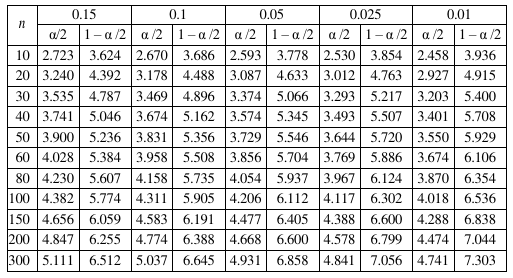 n 0.15 0.1 0.05 0.025 0.01
α/2 1 − α /2 α /2 1 − α /2 α /2 1 − α /2 α /2 1 − α /2 α /2 1 − α /2
10 2.723 3.624 2.670 3.686 2.593 3.778 2.530 3.854 2.458 3.936
20 3.240 4.392 3.178 4.488 3.087 4.633 3.012 4.763 2.927 4.915
30 3.535 4.787 3.469 4.896 3.374 5.066 3.293 5.217 3.203 5.400
40 3.741 5.046 3.674 5.162 3.574 5.345 3.493 5.507 3.401 5.708
50 3.900 5.236 3.831 5.356 3.729 5.546 3.644 5.720 3.550 5.929
60 4.028 5.384 3.958 5.508 3.856 5.704 3.769 5.886 3.674 6.106
80 4.230 5.607 4.158 5.735 4.054 5.937 3.967 6.124 3.870 6.354
100 4.382 5.774 4.311 5.905 4.206 6.112 4.117 6.302 4.018 6.536
150 4.656 6.059 4.583 6.191 4.477 6.405 4.388 6.600 4.288 6.838
200 4.847 6.255 4.774 6.388 4.668 6.600 4.578 6.799 4.474 7.044
300 5.111 6.512 5.037 6.645 4.931 6.858 4.841 7.056 4.741 7.303